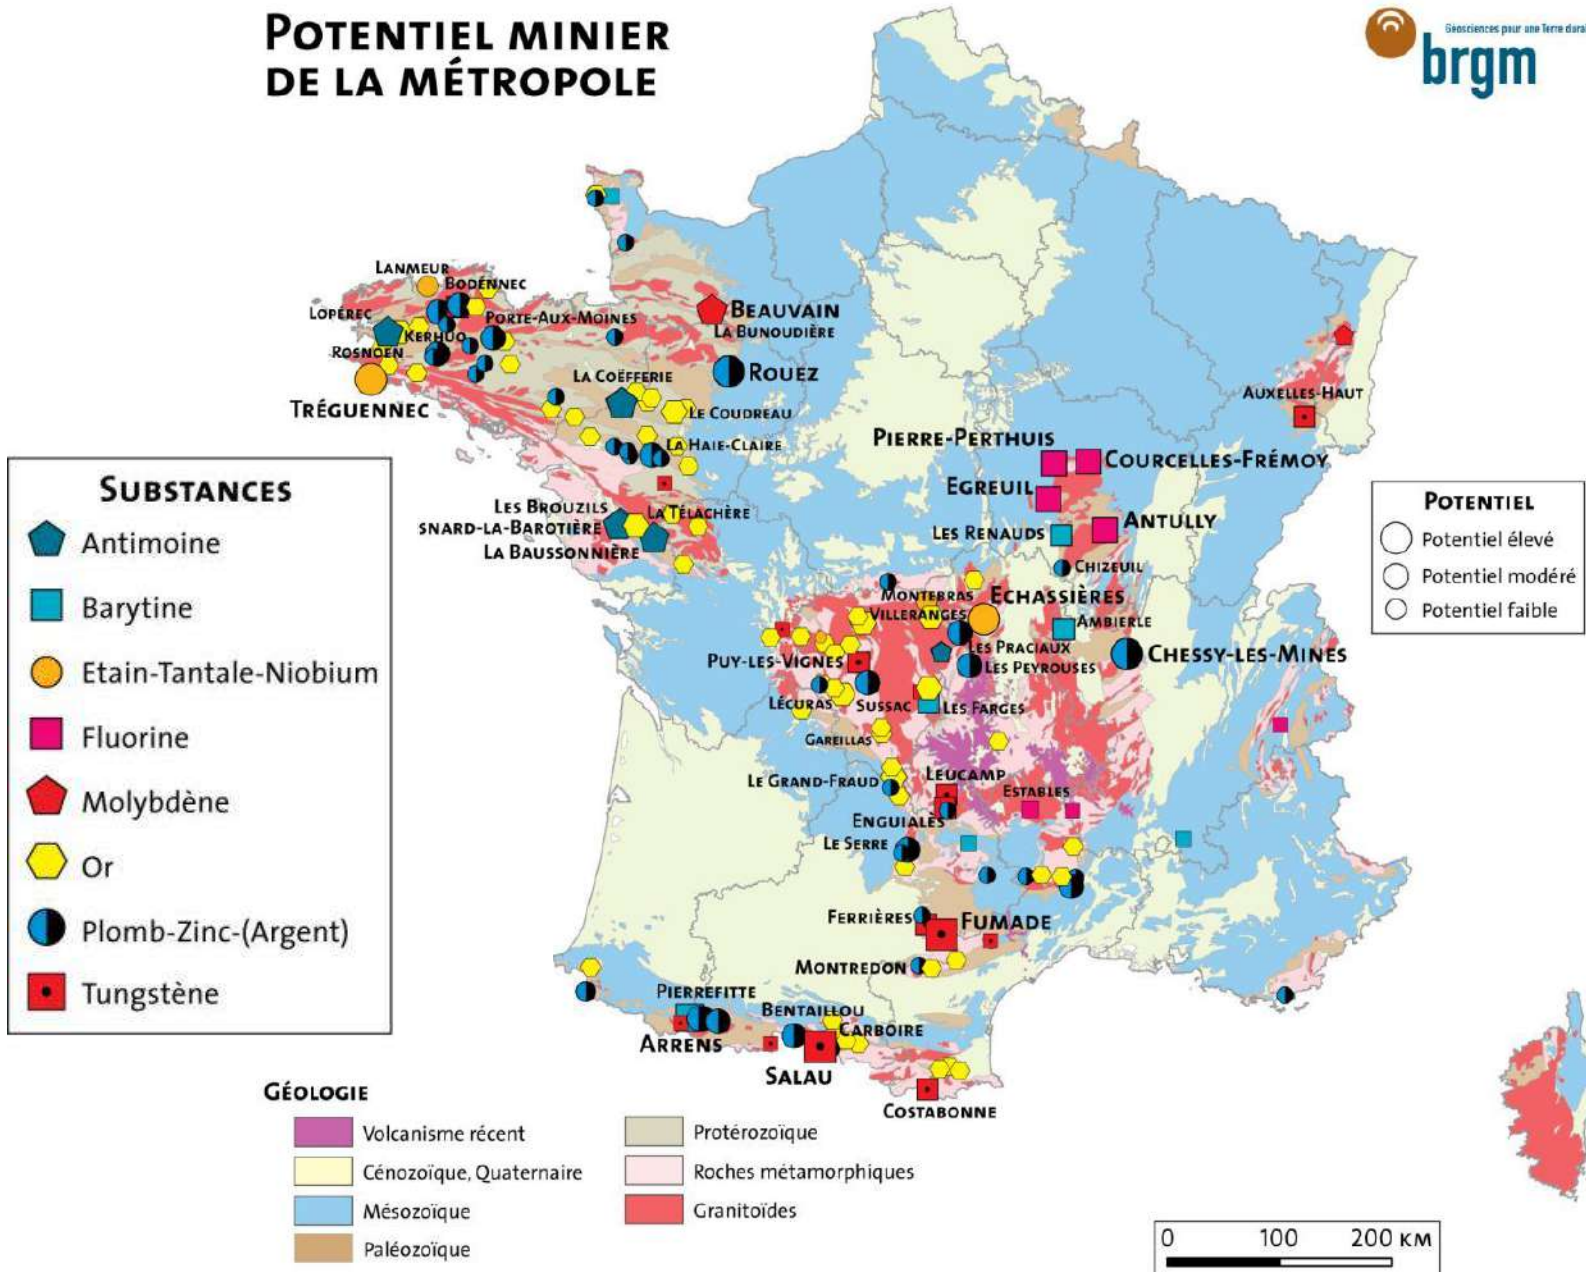 POTENTIEL MINIER
DE LA MÉTROPOLE
Géosciences pour une Terre dura
brgm
LANMEUR
BODÉNNEC
LOPÉREC
PORTE-AUX-MOINES
KERHUO
ROSNOEN
TRÉGUENNEC
BEAUVAIN
LA BUNOUDIÈRE
ROUEZ
LA COËFFERIE
LE COUDREAU
LA HAIE-CLAIRE
AUXELLES-HAUT
PIERRE-PERTHUIS
COURCELLES-FRÉMOY
EGREUIL
ANTULLY
LES RENAUDS
CHIZEUIL
LES BROUZILS
SNARD-LA-BAROTIÈRE
LA TÉLACHÈRE
LA BAUSSONNIÈRE
MONTEBRAS
ECHASSIÈRES
VILLERANGES
AMBIERLE
LES PRACIAUX
CHESSY-LES-MINES
PUY-LES-VIGNES
LES PEYROUSES
LÉCURAS
SUSSAC
LES FARGES
GAREILLAS
LE GRAND-FRAUD
LEUCAMP
ESTABLES
ENGUIALÈS
LE SERRE
FERRIÈRES
FUMADE
MONTREDON
PIERREFITTE
BENTAILLOU
CARBOIRE
ARRENS
SALAU
COSTABONNE
SUBSTANCES
Antimoine
Barytine
Etain-Tantale-Niobium
Fluorine
Molybdène
Or
Plomb-Zinc-(Argent)
Tungstène
POTENTIEL
Potentiel élevé
Potentiel modéré
Potentiel faible
GÉOLOGIE
Volcanisme récent
Cénozoïque, Quaternaire
Mésozoïque
Paléozoïque
Protérozoïque
Roches métamorphiques
Granitoïdes
0 100 200 KM